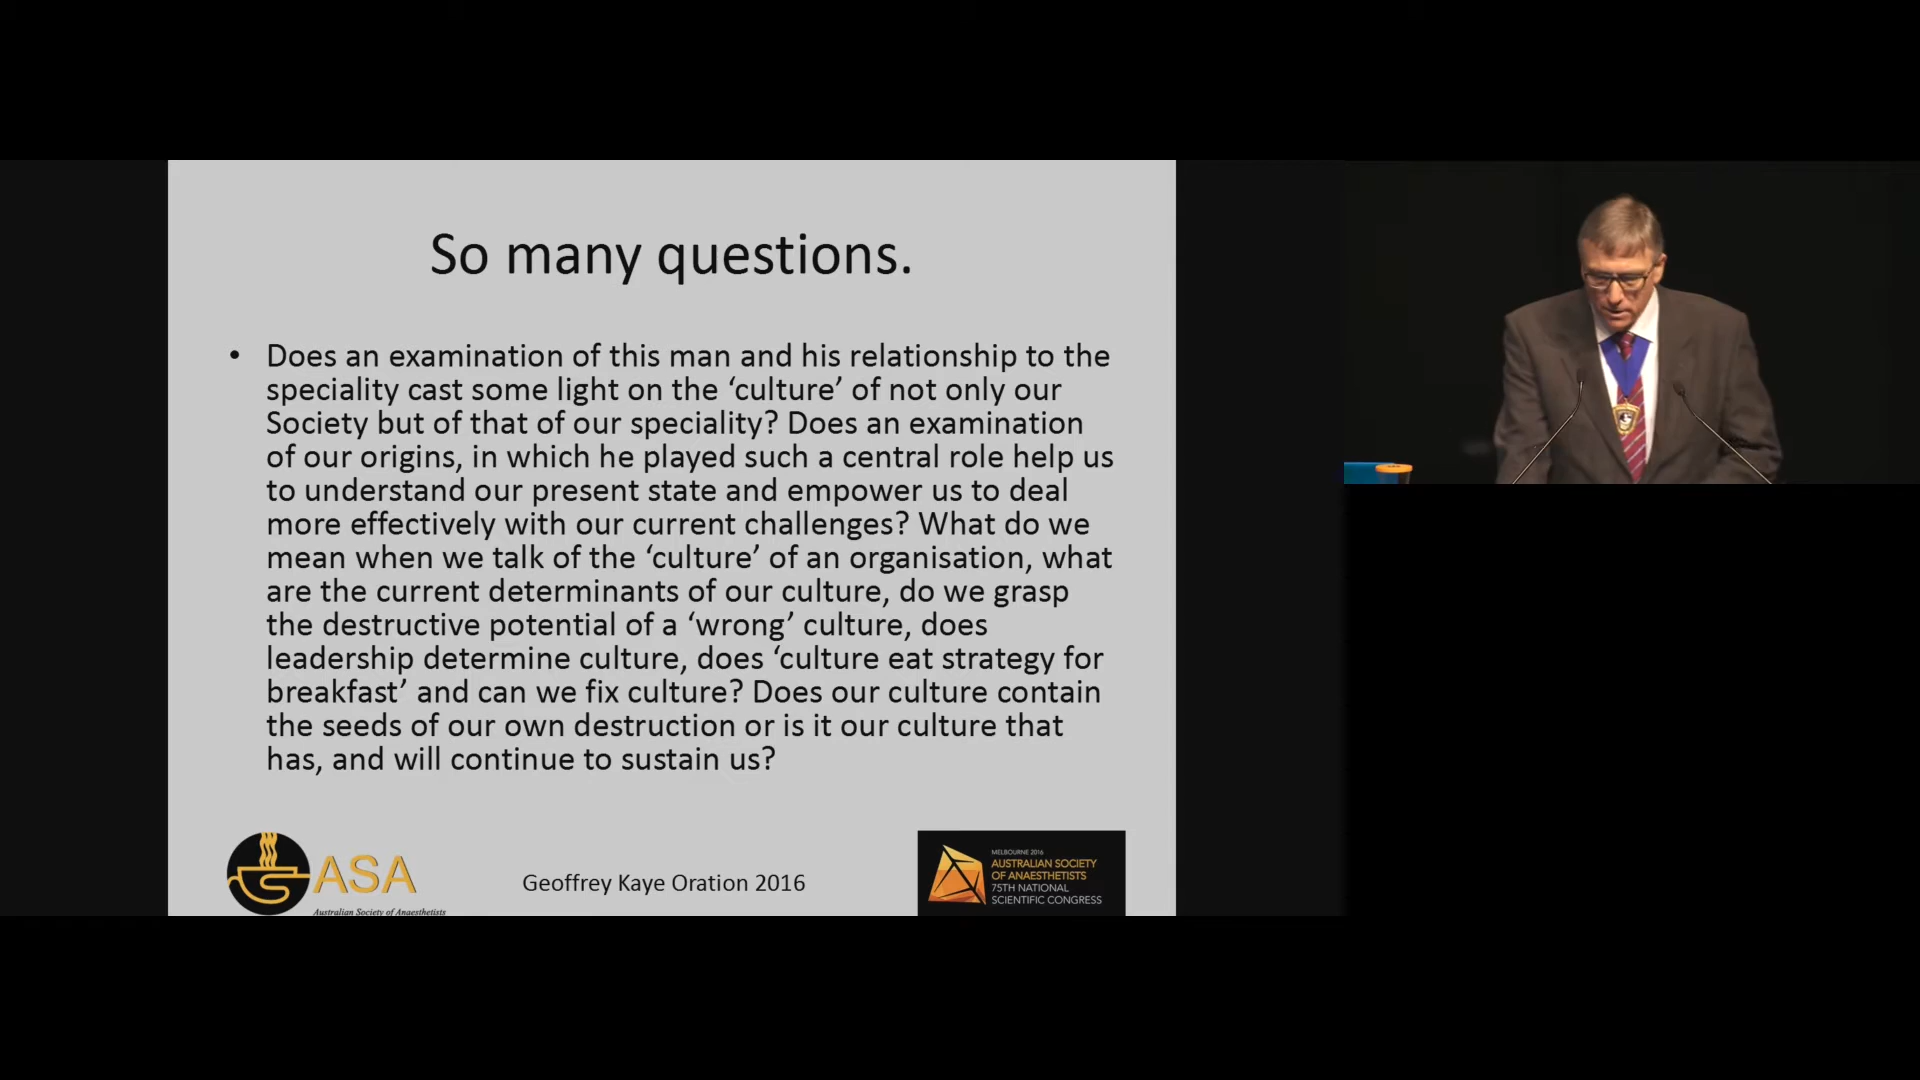 So many questions.
• Does an examination of this man and his relationship to the
speciality cast some light on the ‘culture’ of not only our
Society but of that of our speciality? Does an examination
of our origins, in which he played such a central role help us
to understand our present state and empower us to deal
more effectively with our current challenges? What do we
mean when we talk of the ‘culture’ of an organisation, what
are the current determinants of our culture, do we grasp
the destructive potential of a ‘wrong’ culture, does
leadership determine culture, does ‘culture eat strategy for
breakfast’ and can we fix culture? Does our culture contain
the seeds of our own destruction or is it our culture that
has, and will continue to sustain us?
ASA
Australian Society of Anaesthetists
Geoffrey Kaye Oration 2016
MELBOURNE 2016
AUSTRALIAN SOCIETY
OF ANAESTHETISTS
75TH NATIONAL
SCIENTIFIC CONGRESS